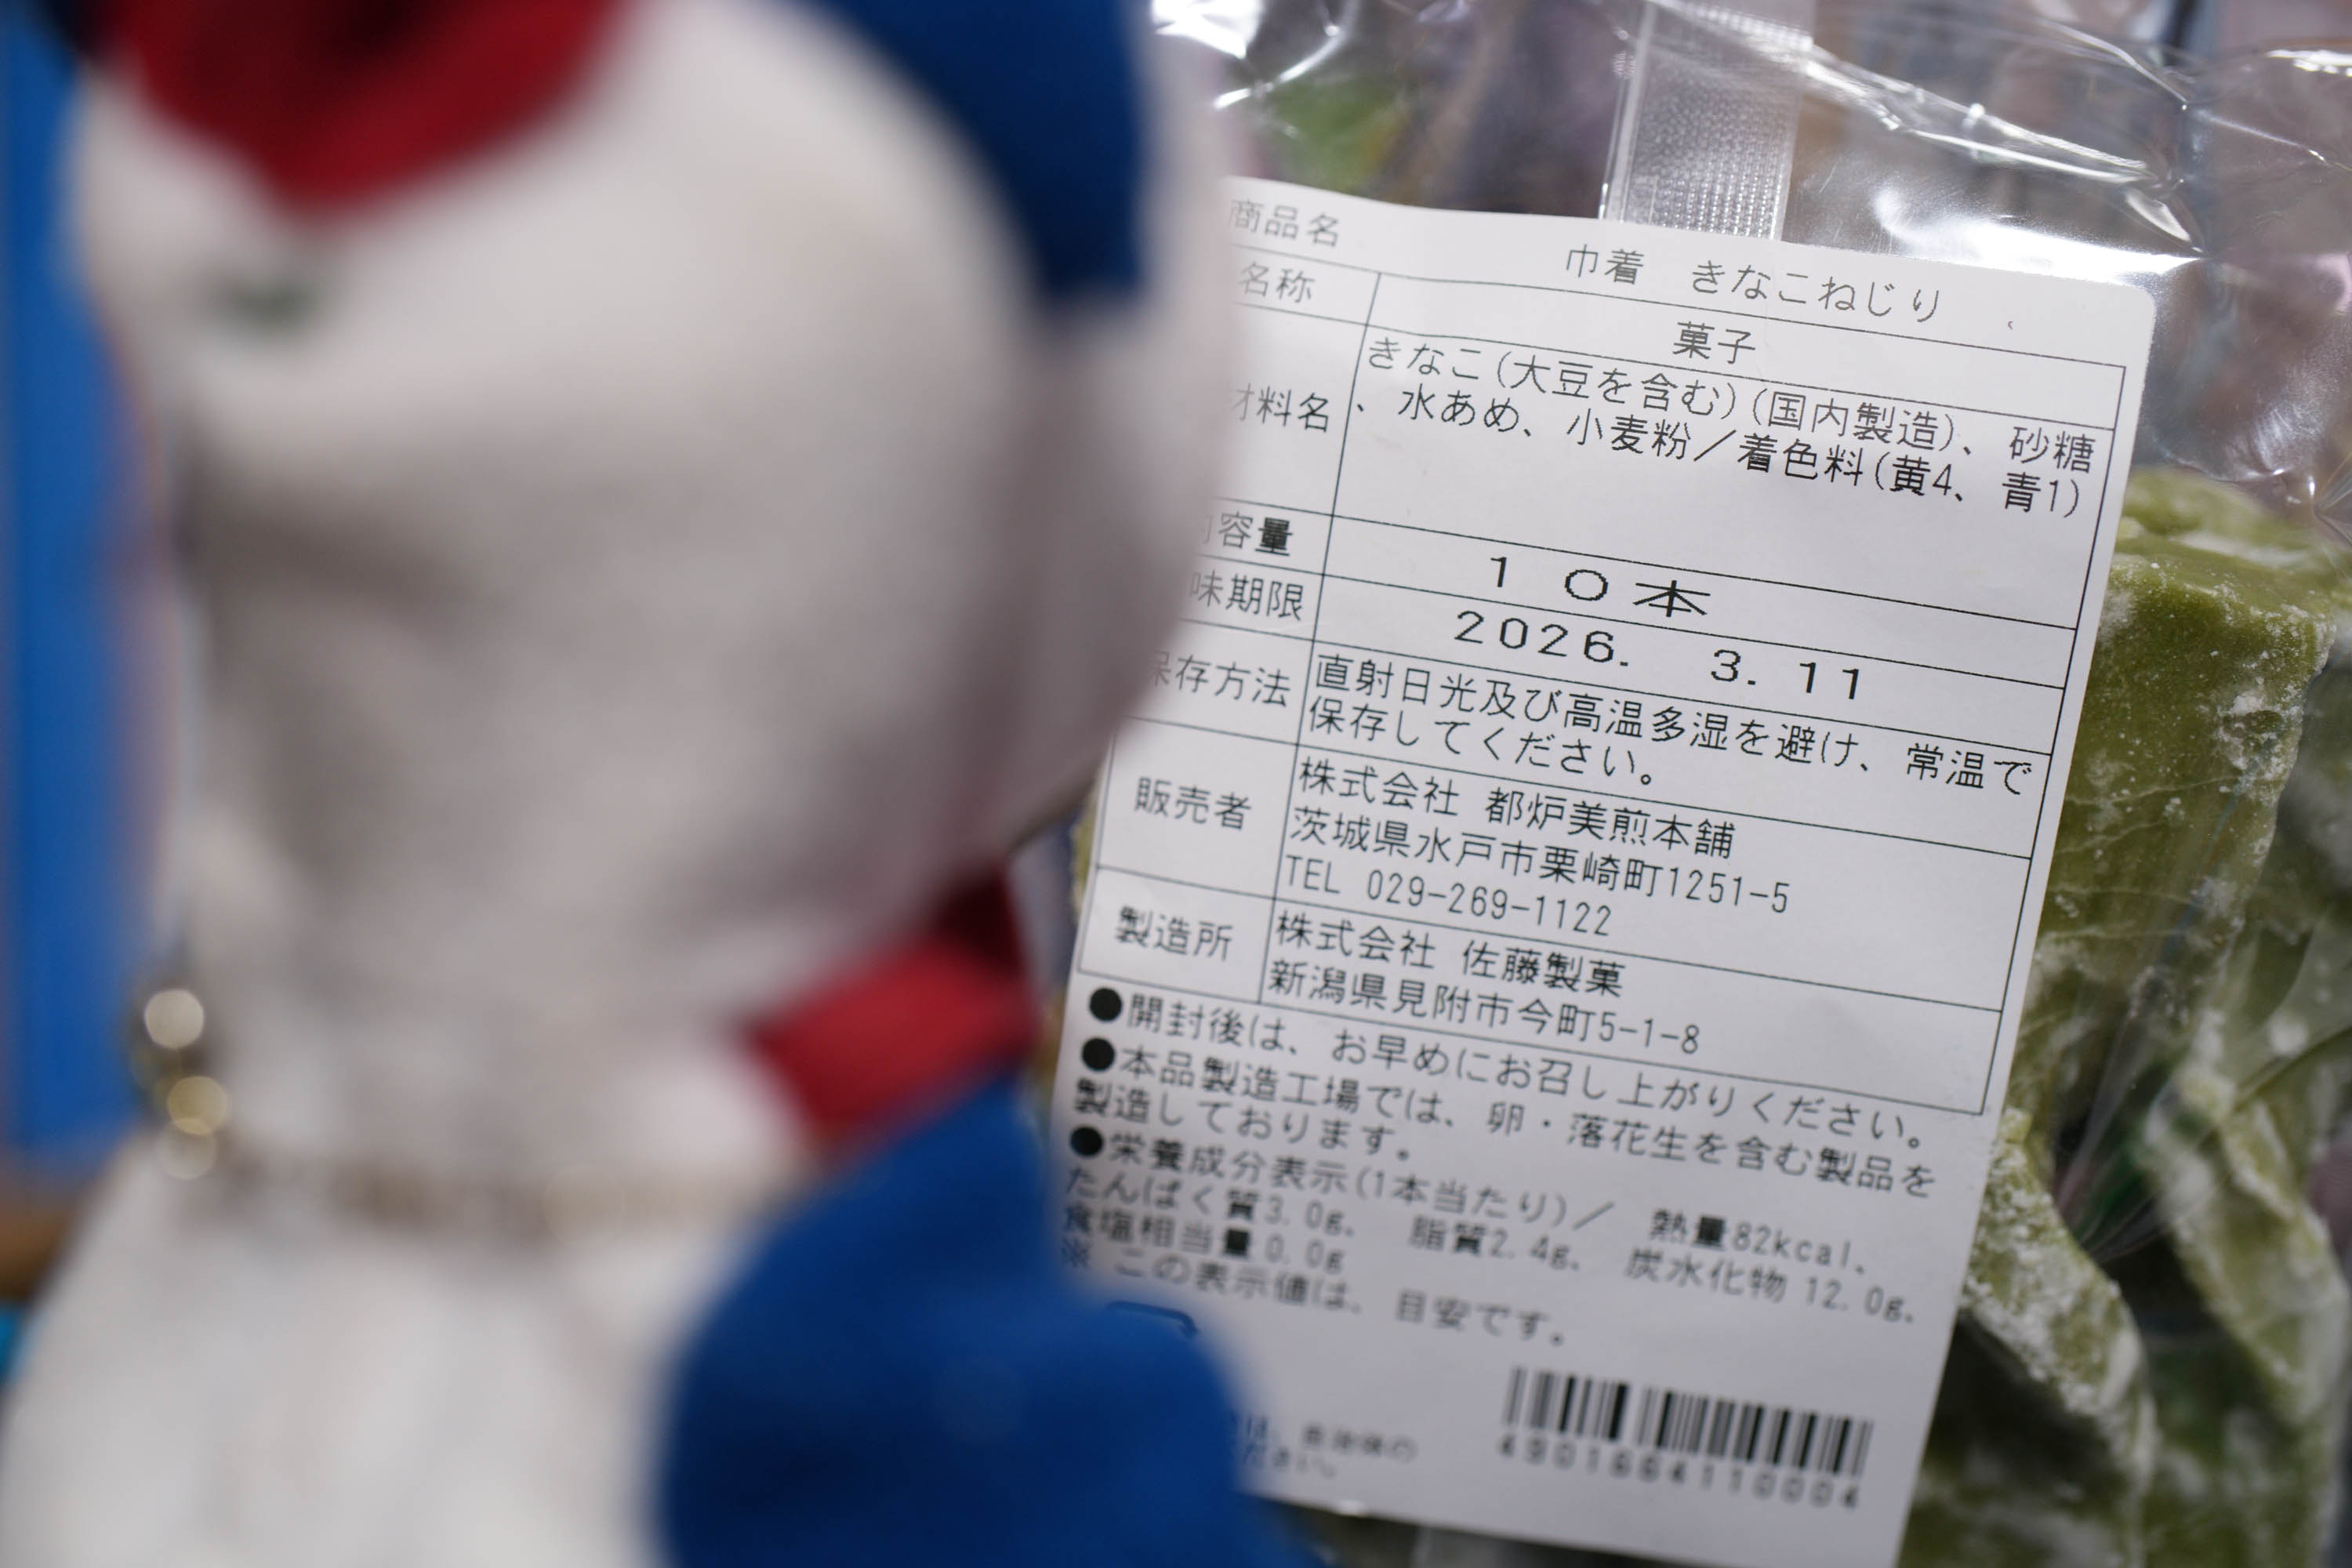 商品名 巾着 きなこねじり
名称 菓子
材料名 きなこ(大豆を含む)(国内製造)、砂糖
、水あめ、小麦粉/着色料(黄4、青1)
容量 10本
味期限 2026. 3.11
保存方法 直射日光及び高温多湿を避け、常温で
保存してください。
販売者 株式会社 都炉美煎本舗
茨城県水戸市栗崎町1251-5
TEL 029-269-1122
製造所 株式会社 佐藤製菓
新潟県見附市今町5-1-8
●開封後は、お早めにお召し上がりください。
●本品製造工場では、卵・落花生を含む製品を
製造しております。
●栄養成分表示(1本当たり)/ 熱量82kcal、
たんぱく質3.0g、 脂質2.4g、 炭水化物 12.0g、
食塩相当量0.0g
※ この表示値は、目安です。
4901664110004